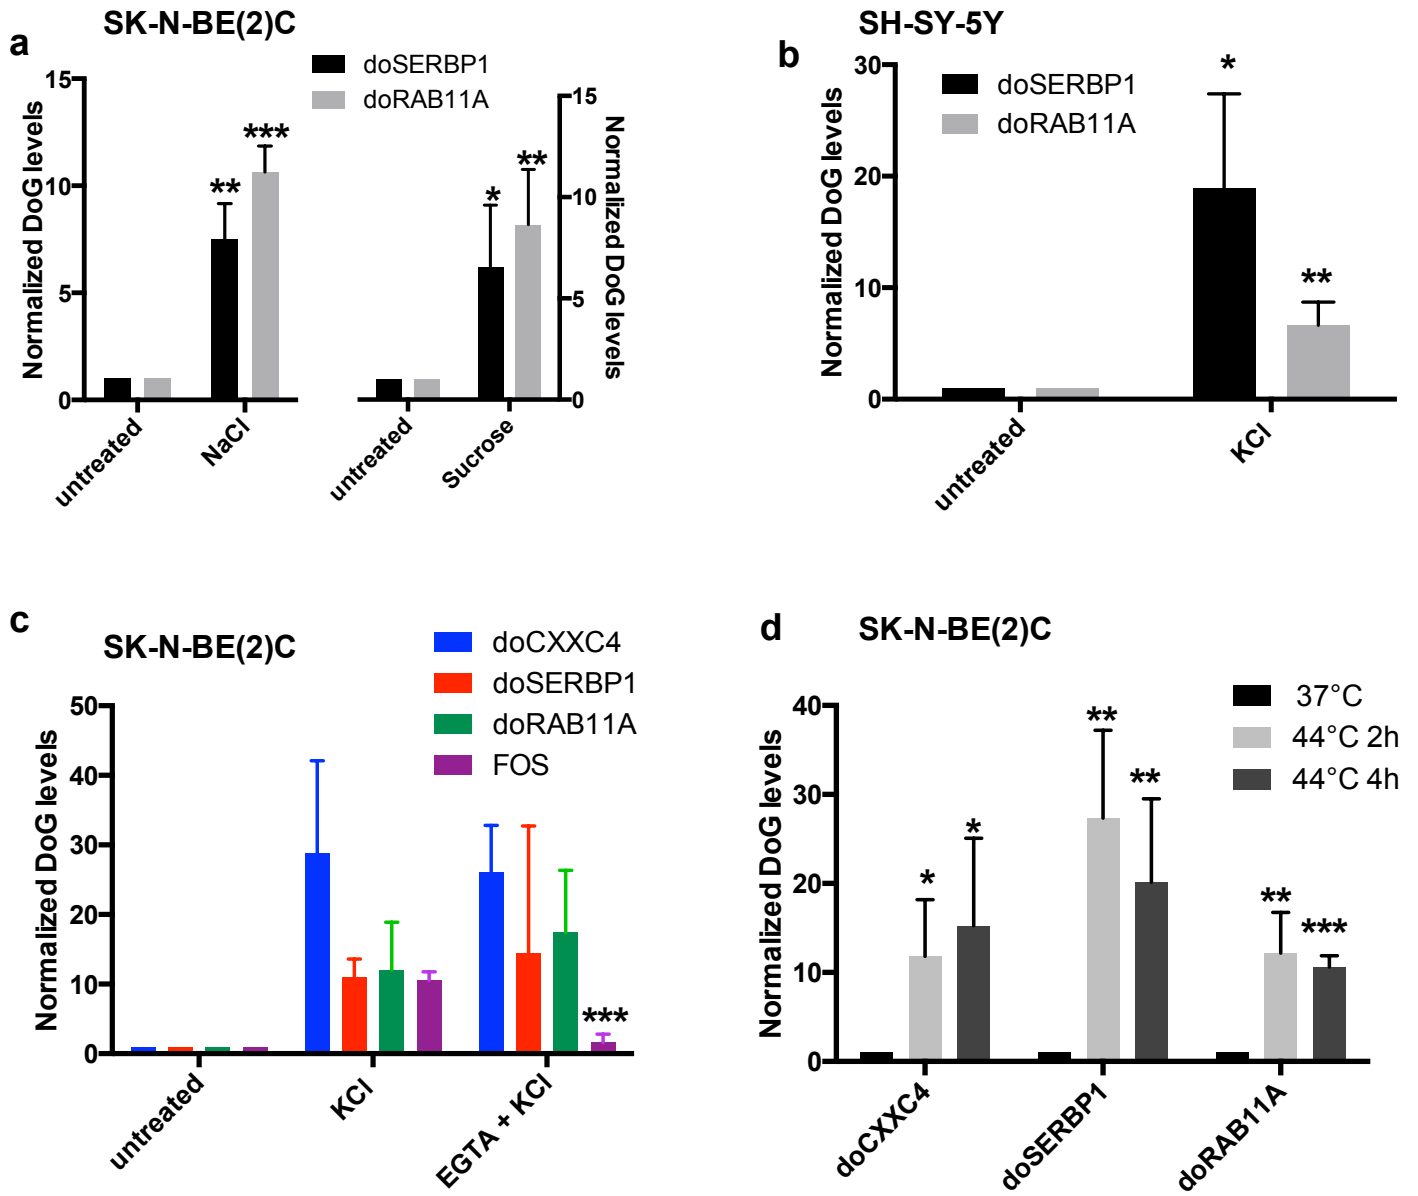 a
SK-N-BE(2)C
doSERBP1
doRAB11A
Normalized DoG levels
15
10
5
0
***
**
untreated
NaCl
**
*
untreated
Sucrose
15
10
5
0
Normalized DoG levels
b
SH-SY-5Y
doSERBP1
doRAB11A
Normalized DoG levels
30
20
10
0
*
**
untreated
KCl
c
SK-N-BE(2)C
doCXXC4
doSERBP1
doRAB11A
FOS
Normalized DoG levels
50
40
30
20
10
0
***
untreated
KCl
EGTA + KCl
d
SK-N-BE(2)C
37°C
44°C 2h
44°C 4h
Normalized DoG levels
40
30
20
10
0
*
*
**
**
**
***
doCXXC4
doSERBP1
doRAB11A